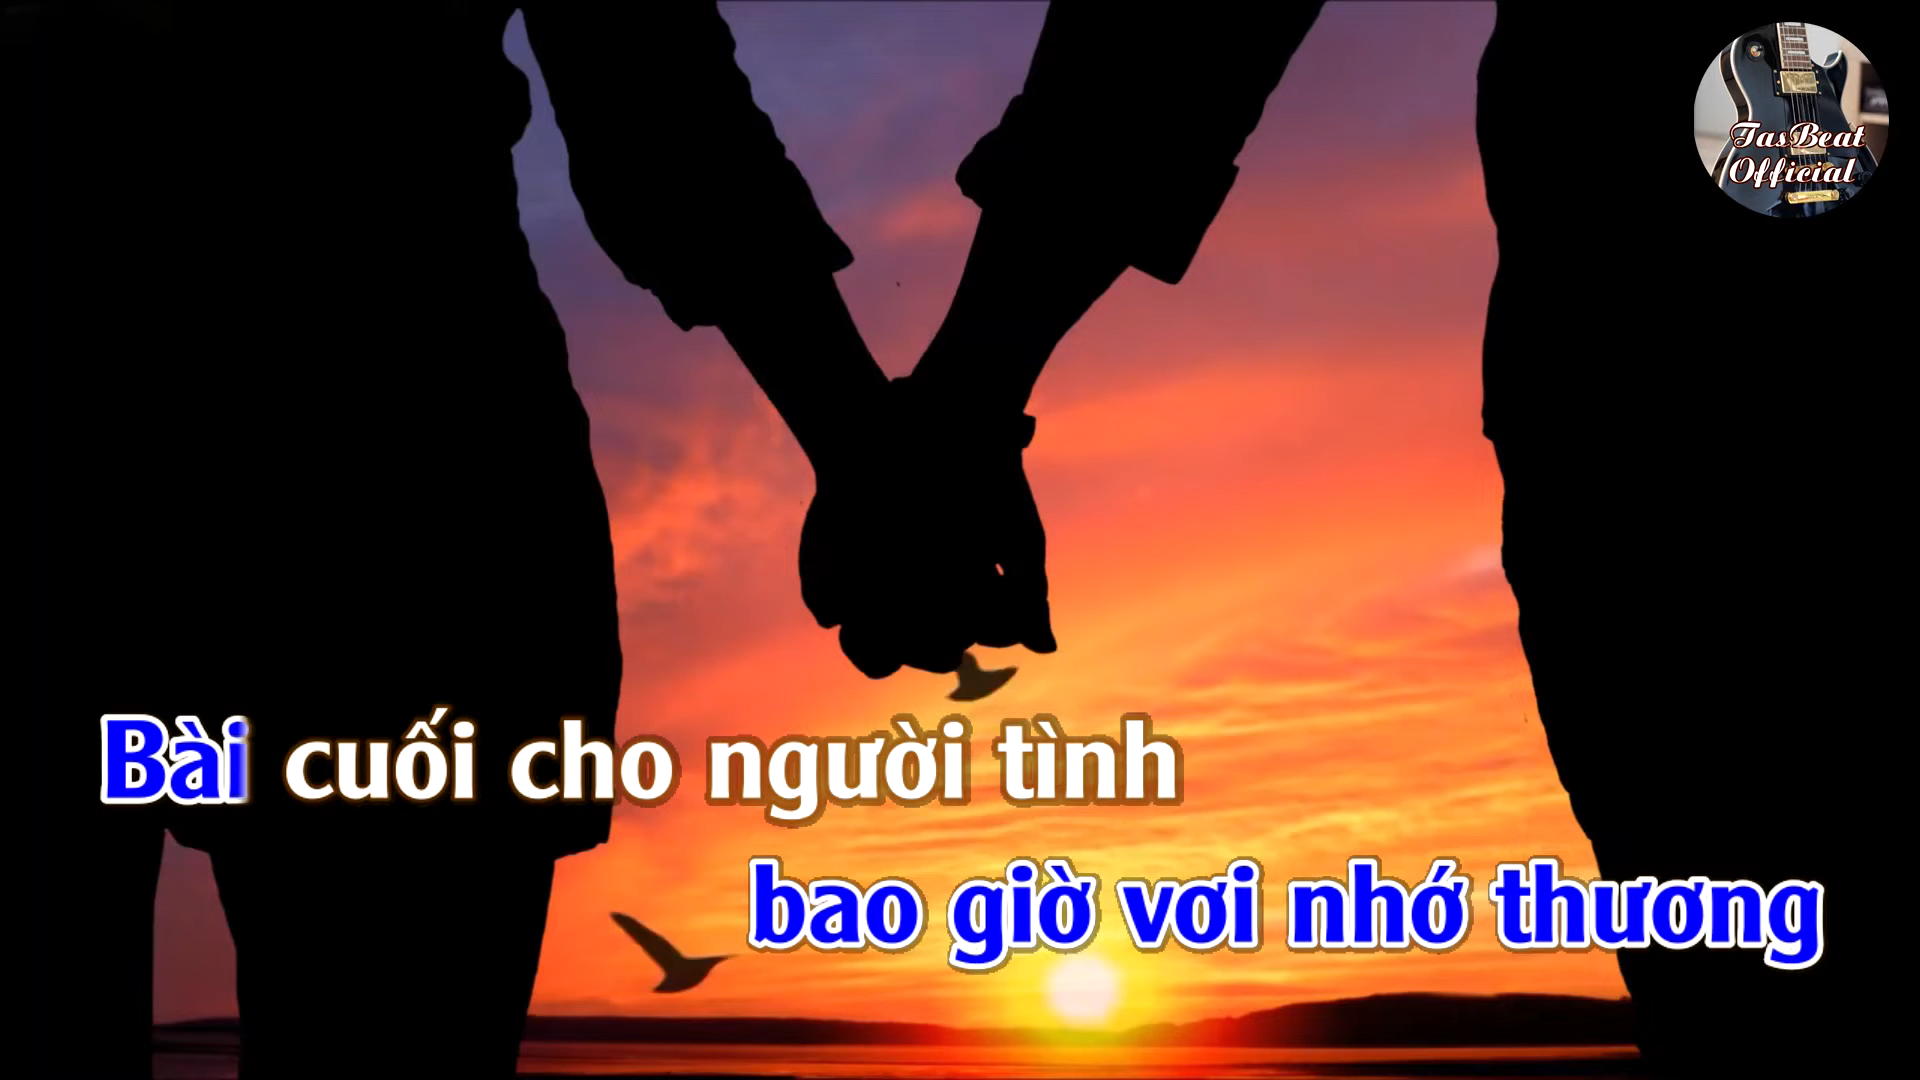 TasBeat
Official
Bài cuối cho người tình
bao giờ vơi nhớ thương